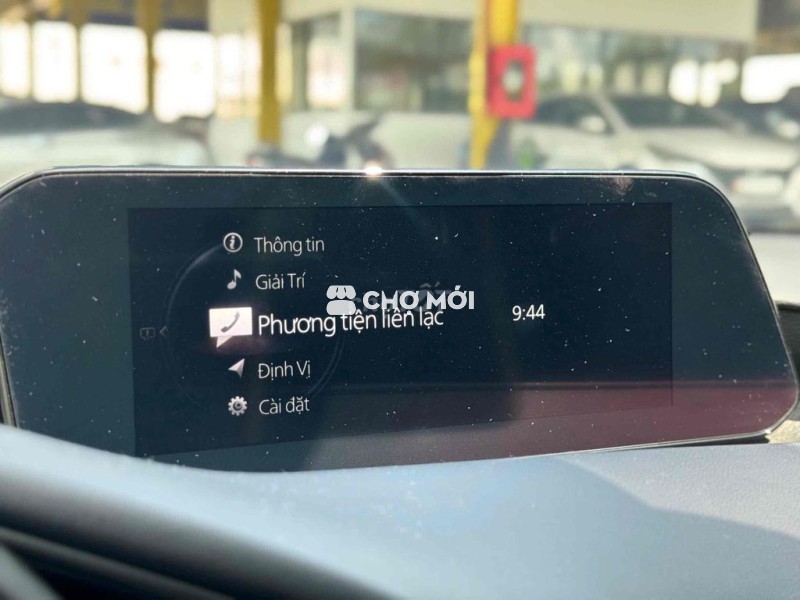 Thông tin
Giải Trí
CHỢ MỚI
Phương tiện liên lạc
9:44
Định Vị
Cài đặt